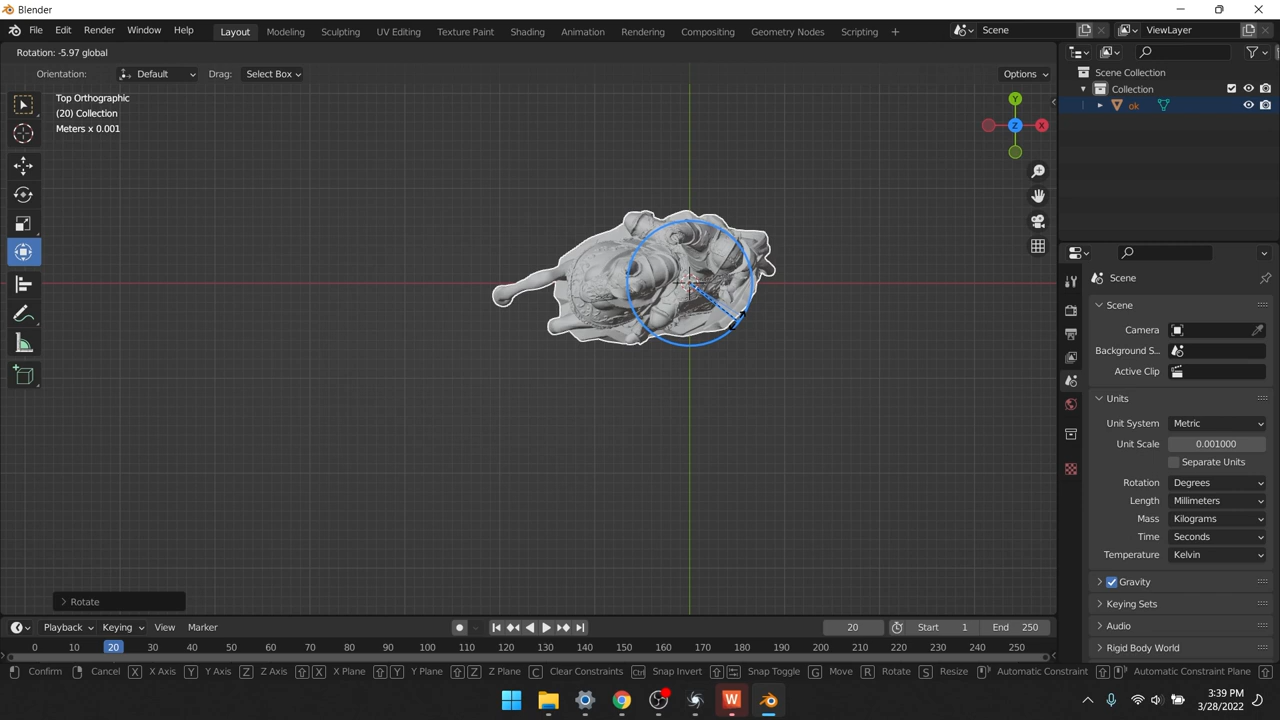 Blender
File Edit Render Window Help Layout Modeling Sculpting UV Editing Texture Paint Shading Animation Rendering Compositing Geometry Nodes Scripting + Scene ViewLayer
Rotation: -5.97 global
Orientation: Default Drag: Select Box Options
Top Orthographic
(20) Collection
Meters x 0.001
Y
Z X
Scene Collection
Collection
ok
Scene
Scene
Camera
Background S...
Active Clip
Units
Unit System Metric
Unit Scale 0.001000
Separate Units
Rotation Degrees
Length Millimeters
Mass Kilograms
Time Seconds
Temperature Kelvin
Gravity
Keying Sets
Audio
Rigid Body World
Rotate
Playback Keying View Marker 20 Start 1 End 250
0 10 20 30 40 50 60 70 80 90 100 110 120 130 140 150 160 170 180 190 200 210 220 230 240 250
Confirm Cancel X X Axis Y Y Axis Z Z Axis X X Plane Y Y Plane Z Z Plane C Clear Constraints Ctrl Snap Invert Snap Toggle G Move R Rotate S Resize Automatic Constraint Automatic Constraint Plane
W
3:39 PM
3/28/2022